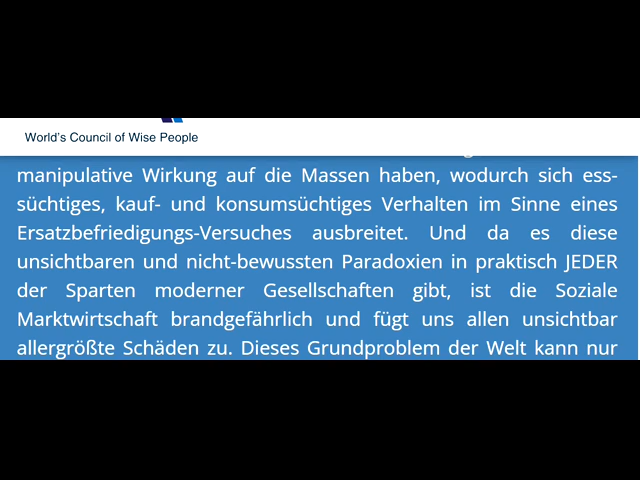 World's Council of Wise People
manipulative Wirkung auf die Massen haben, wodurch sich ess-
süchtiges, kauf- und konsumsüchtiges Verhalten im Sinne eines
Ersatzbefriedigungs-Versuches ausbreitet. Und da es diese
unsichtbaren und nicht-bewussten Paradoxien in praktisch JEDER
der Sparten moderner Gesellschaften gibt, ist die Soziale
Marktwirtschaft brandgefährlich und fügt uns allen unsichtbar
allergrößte Schäden zu. Dieses Grundproblem der Welt kann nur